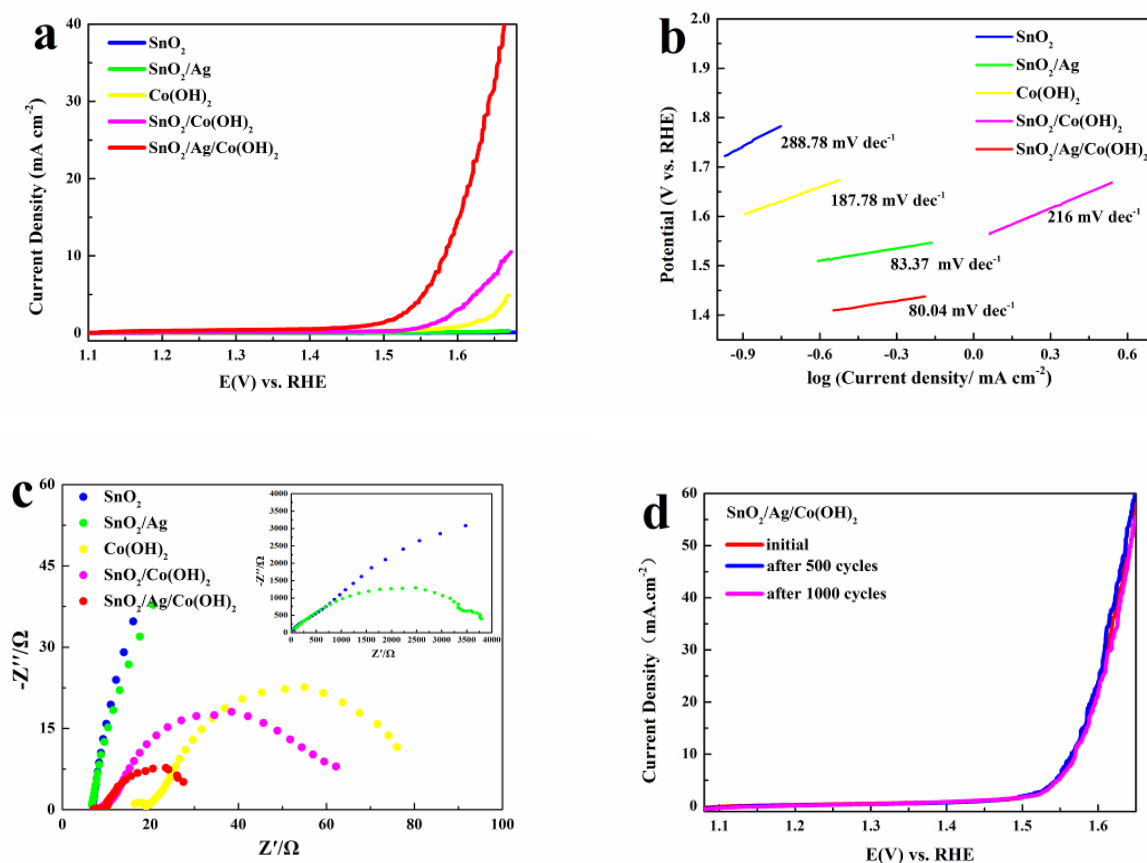 a
SnO₂
SnO₂/Ag
Co(OH)₂
SnO₂/Co(OH)₂
SnO₂/Ag/Co(OH)₂
Current Density (mA cm⁻²)
40
30
20
10
5
0
1.1 1.2 1.3 1.4 1.5 1.6
E(V) vs. RHE
b
SnO₂
SnO₂/Ag
Co(OH)₂
SnO₂/Co(OH)₂
SnO₂/Ag/Co(OH)₂
288.78 mV dec⁻¹
187.78 mV dec⁻¹
216 mV dec⁻¹
83.37 mV dec⁻¹
80.04 mV dec⁻¹
Potential (V vs. RHE)
2.0
1.9
1.8
1.7
1.6
1.5
1.4
-0.9 -0.6 -0.3 0.0 0.3 0.6
log (Current density/ mA cm⁻²)
c
SnO₂
SnO₂/Ag
Co(OH)₂
SnO₂/Co(OH)₂
SnO₂/Ag/Co(OH)₂
-Z''/Ω
60
45
30
15
0
0 20 40 60 80 100
Z'/Ω
-Z''/Ω
4000
3500
3000
2500
2000
1500
1000
500
0
500 1000 1500 2000 2500 3000 3500 4000
Z'/Ω
d
SnO₂/Ag/Co(OH)₂
initial
after 500 cycles
after 1000 cycles
Current Density（mA.cm⁻²）
60
50
40
30
20
10
0
1.1 1.2 1.3 1.4 1.5 1.6
E(V) vs. RHE